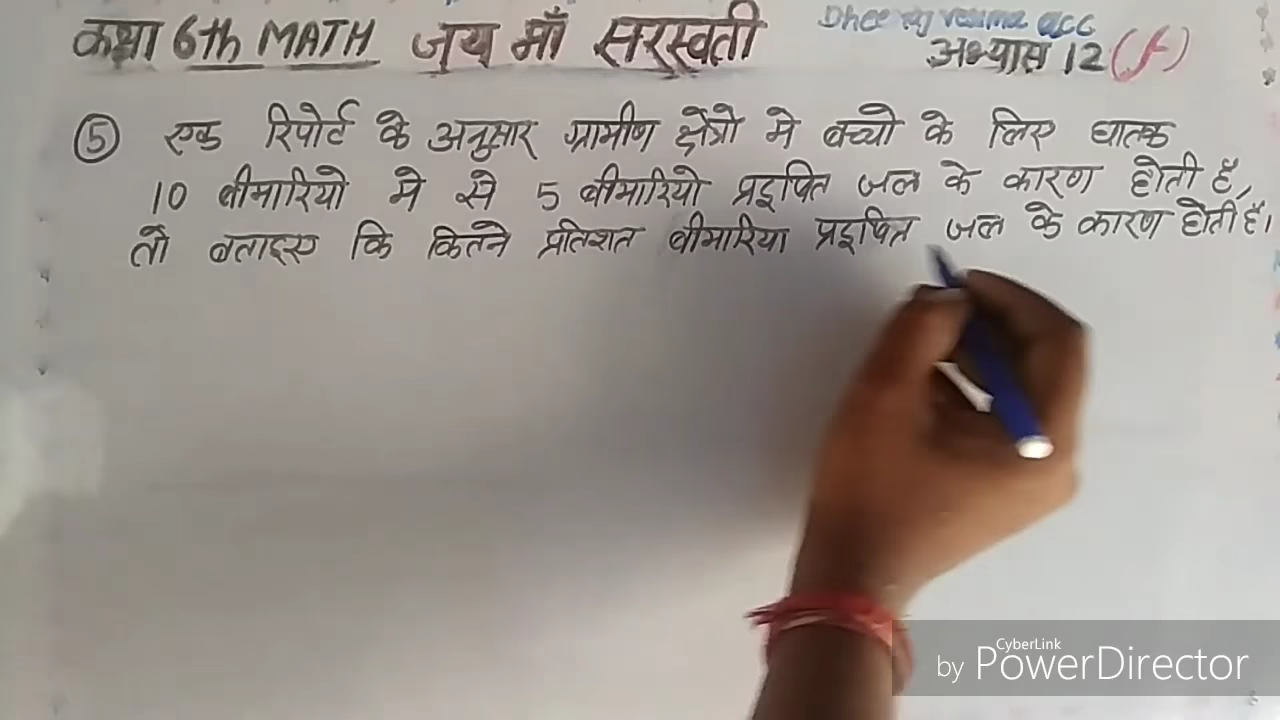 कक्षा 6th MATH जय माँ सरस्वती
अभ्यास 12 (A)
⑤ एक रिपोर्ट के अनुसार ग्रामीण क्षेत्रो मे बच्चो के लिए घातक
10 बीमारियो मे से 5 बीमारियो प्रदूषित जल के कारण होती है,
तो बताइए कि कितने प्रतिशत बीमारिया प्रदूषित जल के कारण होती है।
CyberLink
by PowerDirector